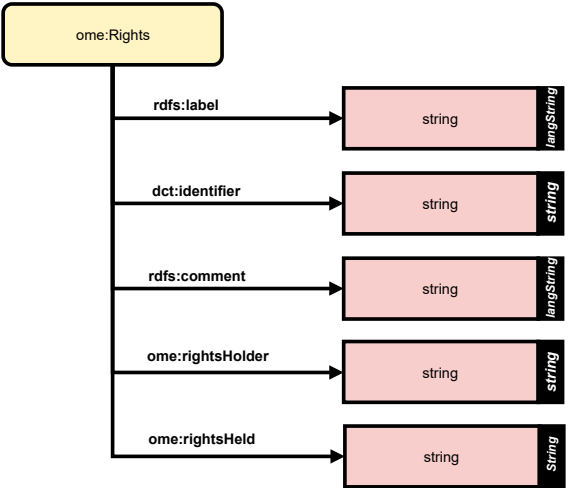 ome:Rights
rdfs:label
string
langString
dct:identifier
string
string
rdfs:comment
string
langString
ome:rightsHolder
string
string
ome:rightsHeld
string
String